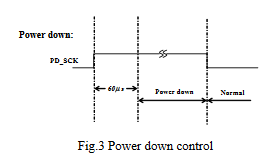 Power down:
PD_SCK
60μs
Power down
Normal
Fig.3 Power down control